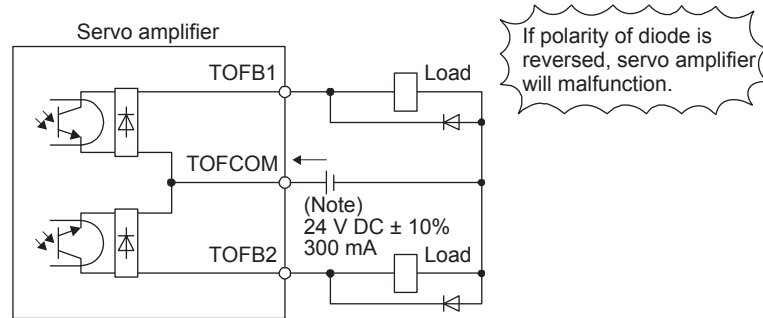 Servo amplifier
If polarity of diode is
reversed, servo amplifier
will malfunction.
TOFB1
Load
TOFCOM
(Note)
24 V DC ± 10%
300 mA
TOFB2
Load